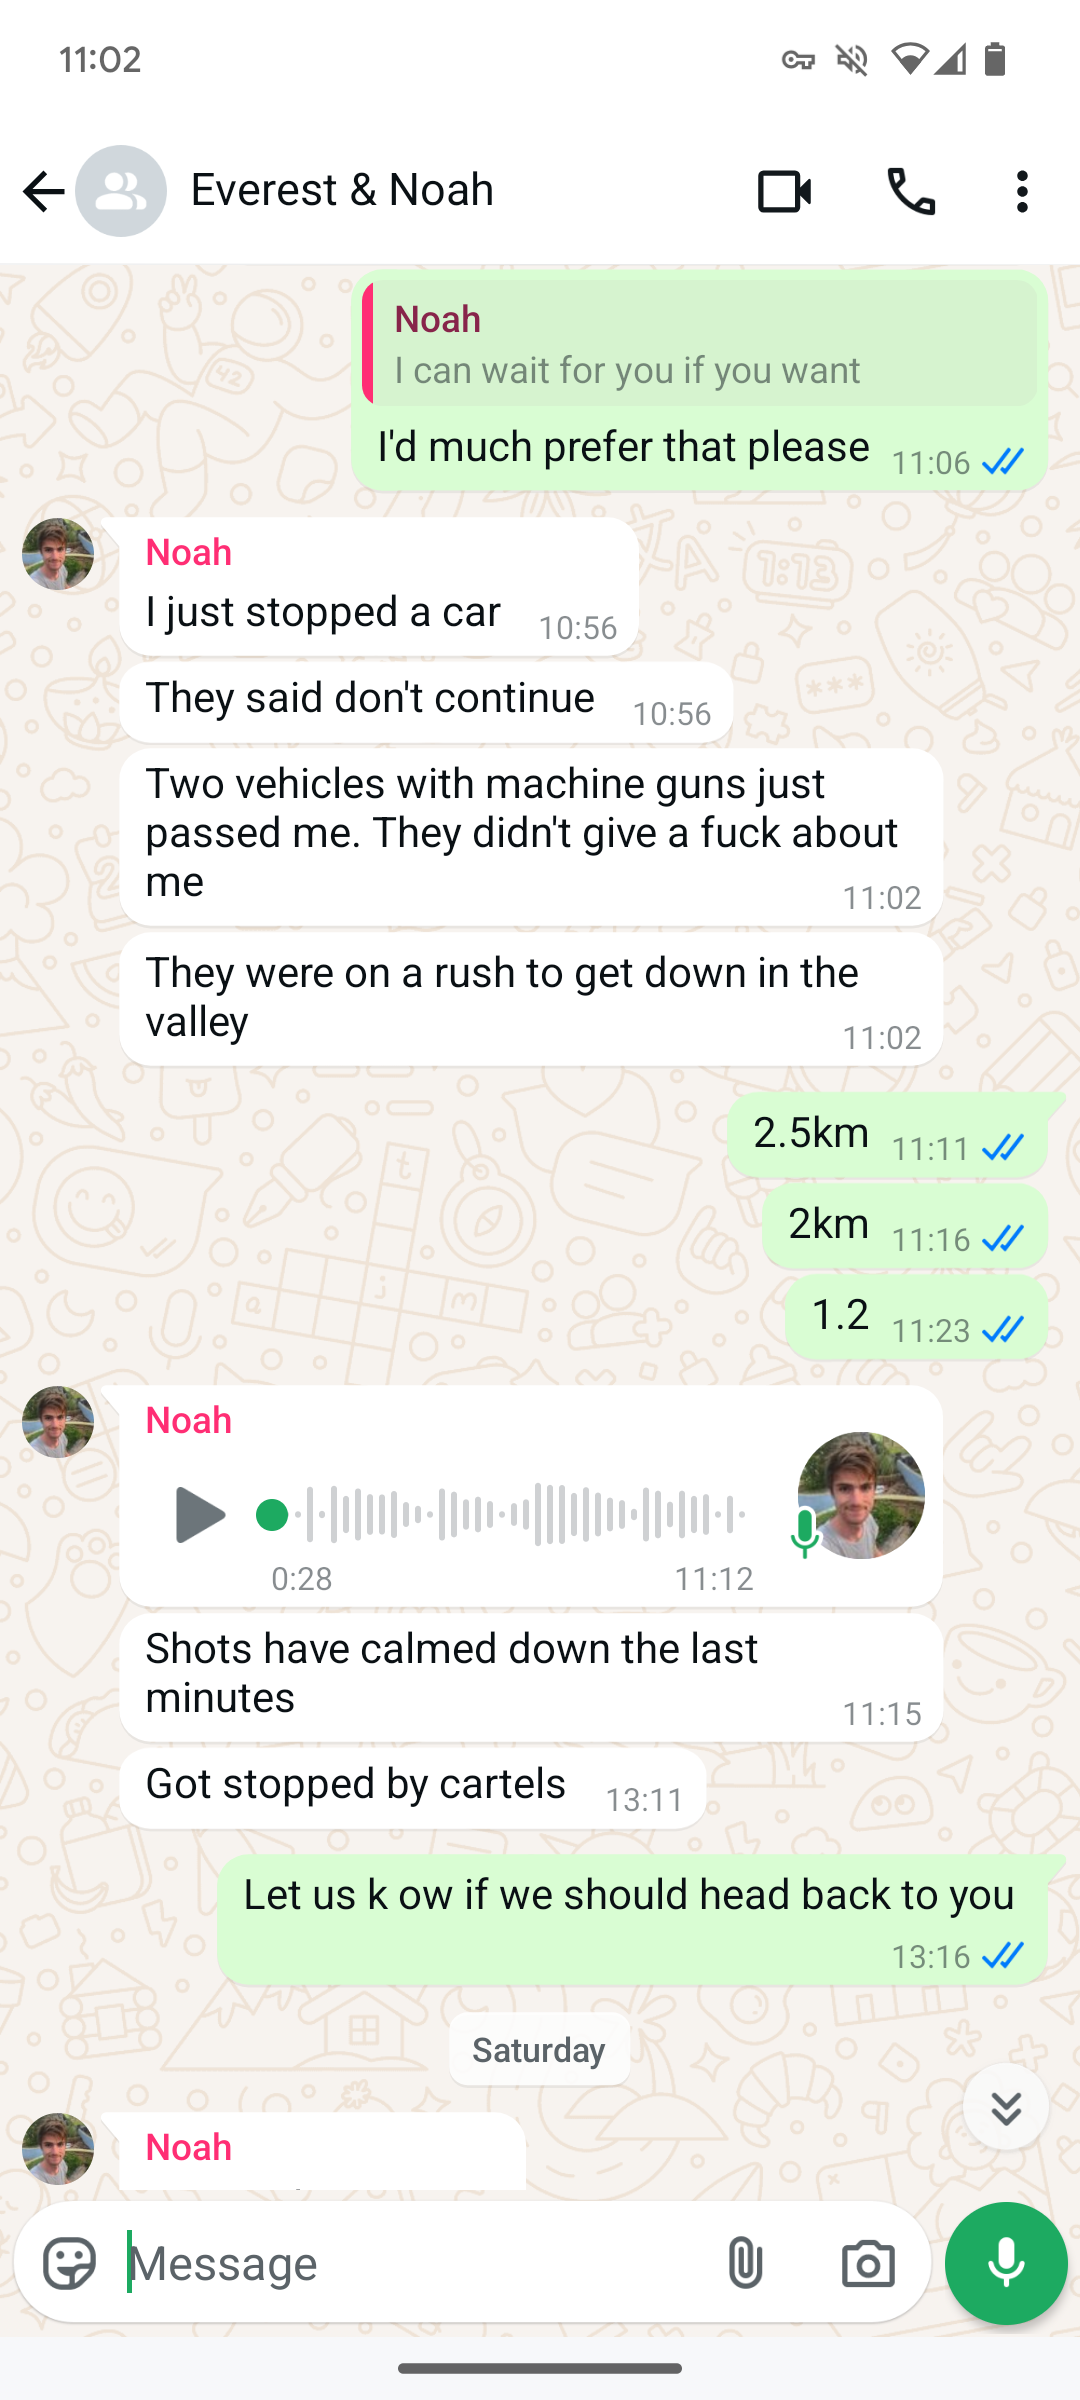 11:02
Everest & Noah
Noah
I can wait for you if you want
I'd much prefer that please 11:06
Noah
I just stopped a car 10:56
They said don't continue 10:56
Two vehicles with machine guns just
passed me. They didn't give a fuck about
me 11:02
They were on a rush to get down in the
valley 11:02
2.5km 11:11
2km 11:16
1.2 11:23
Noah
0:28 11:12
Shots have calmed down the last
minutes 11:15
Got stopped by cartels 13:11
Let us k ow if we should head back to you
13:16
Saturday
Noah
Message